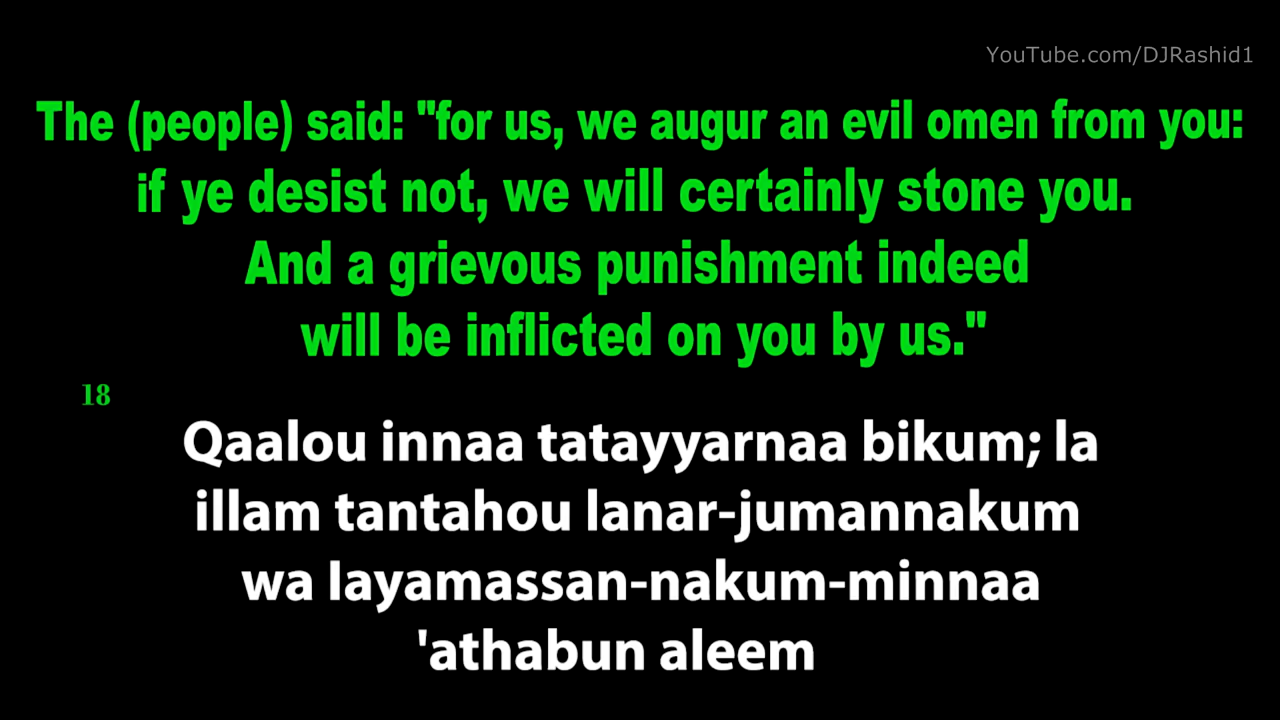 YouTube.com/DJRashid1
The (people) said: "for us, we augur an evil omen from you:
if ye desist not, we will certainly stone you.
And a grievous punishment indeed
will be inflicted on you by us."
18
Qaalou innaa tatayyarnaa bikum; la
illam tantahou lanar-jumannakum
wa layamassan-nakum-minnaa
'athabun aleem